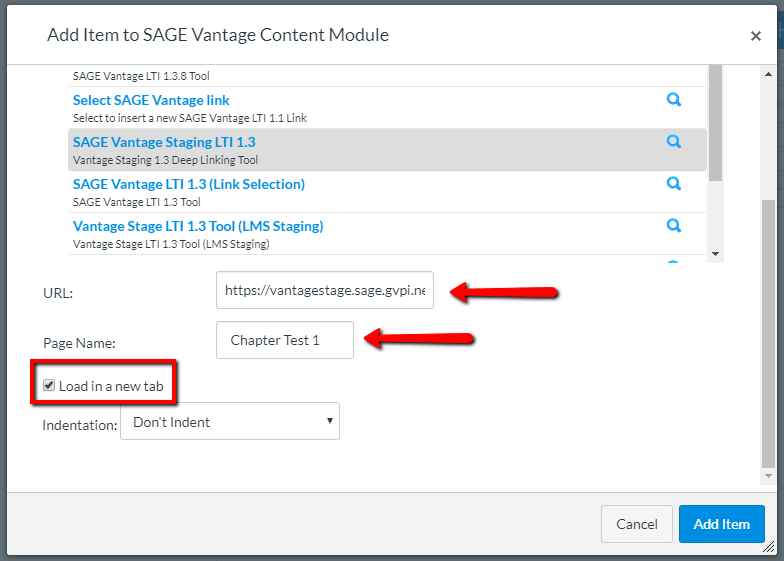 Add Item to SAGE Vantage Content Module
SAGE Vantage LTI 1.3.8 Tool
Select SAGE Vantage link
Select to insert a new SAGE Vantage LTI 1.1 Link
SAGE Vantage Staging LTI 1.3
Vantage Staging 1.3 Deep Linking Tool
SAGE Vantage LTI 1.3 (Link Selection)
SAGE Vantage LTI 1.3 Tool
Vantage Stage LTI 1.3 Tool (LMS Staging)
Vantage Stage LTI 1.3 Tool (LMS Staging)
URL: https://vantagestage.sage.gvpi.ne
Page Name: Chapter Test 1
Load in a new tab
Indentation: Don't Indent
Cancel Add Item